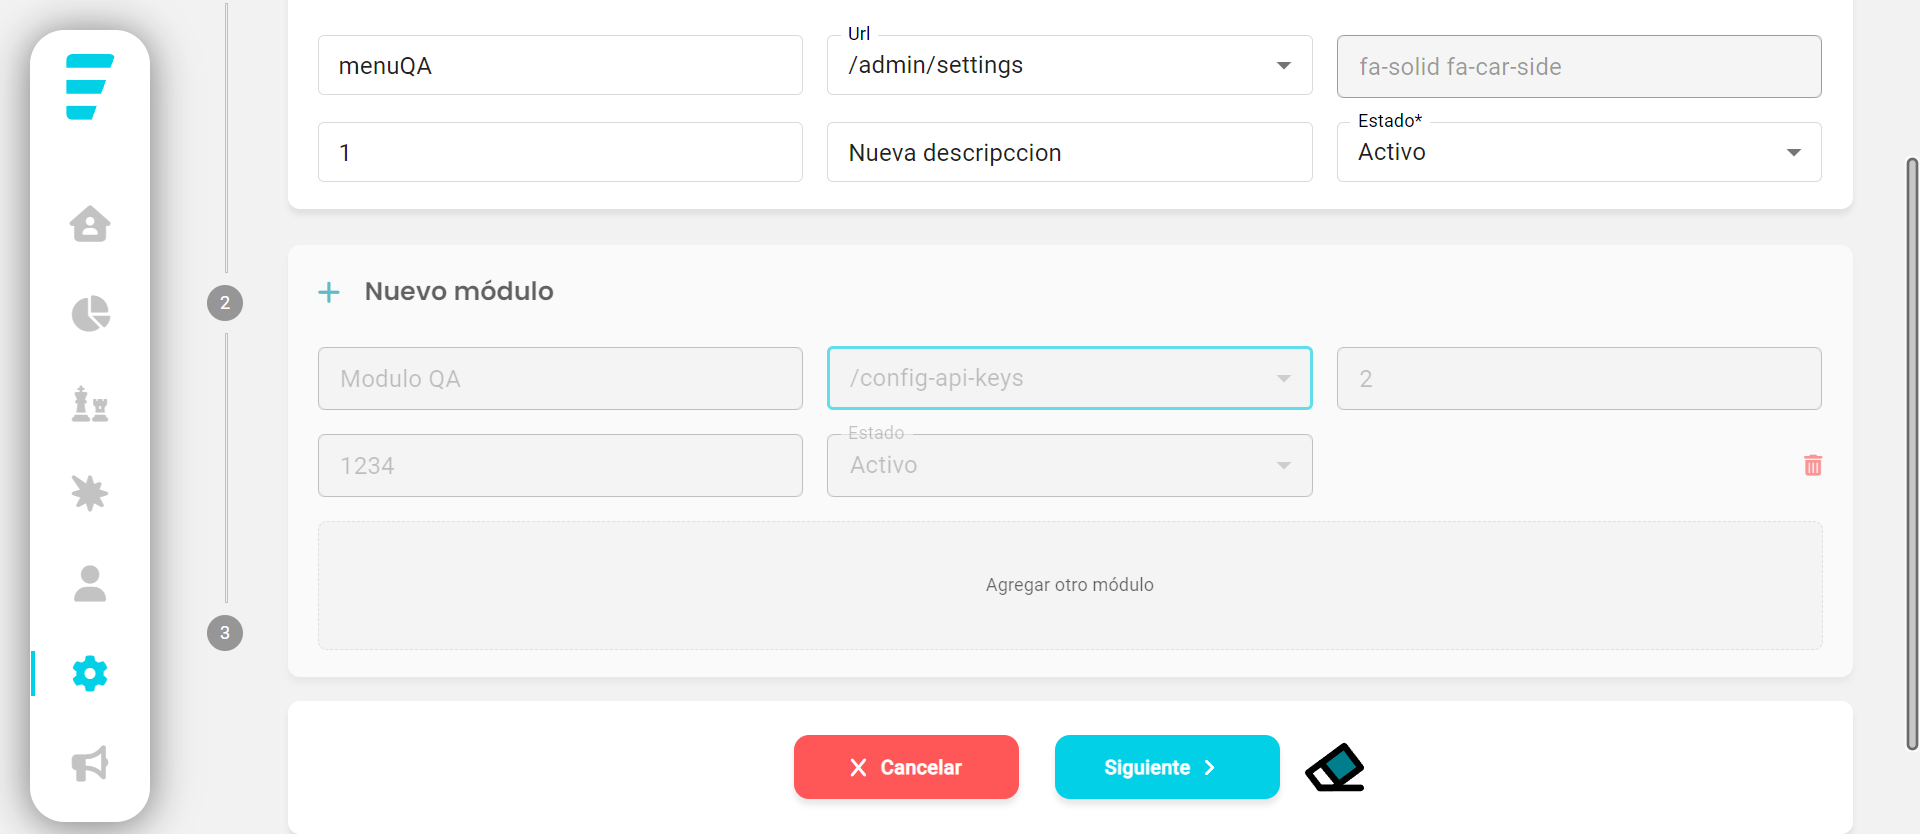 Url
menuQA
/admin/settings
fa-solid fa-car-side
Estado*
1
Nueva descripccion
Activo
2
Nuevo módulo
Modulo QA
/config-api-keys
2
Estado
1234
Activo
Agregar otro módulo
3
Cancelar
Siguiente